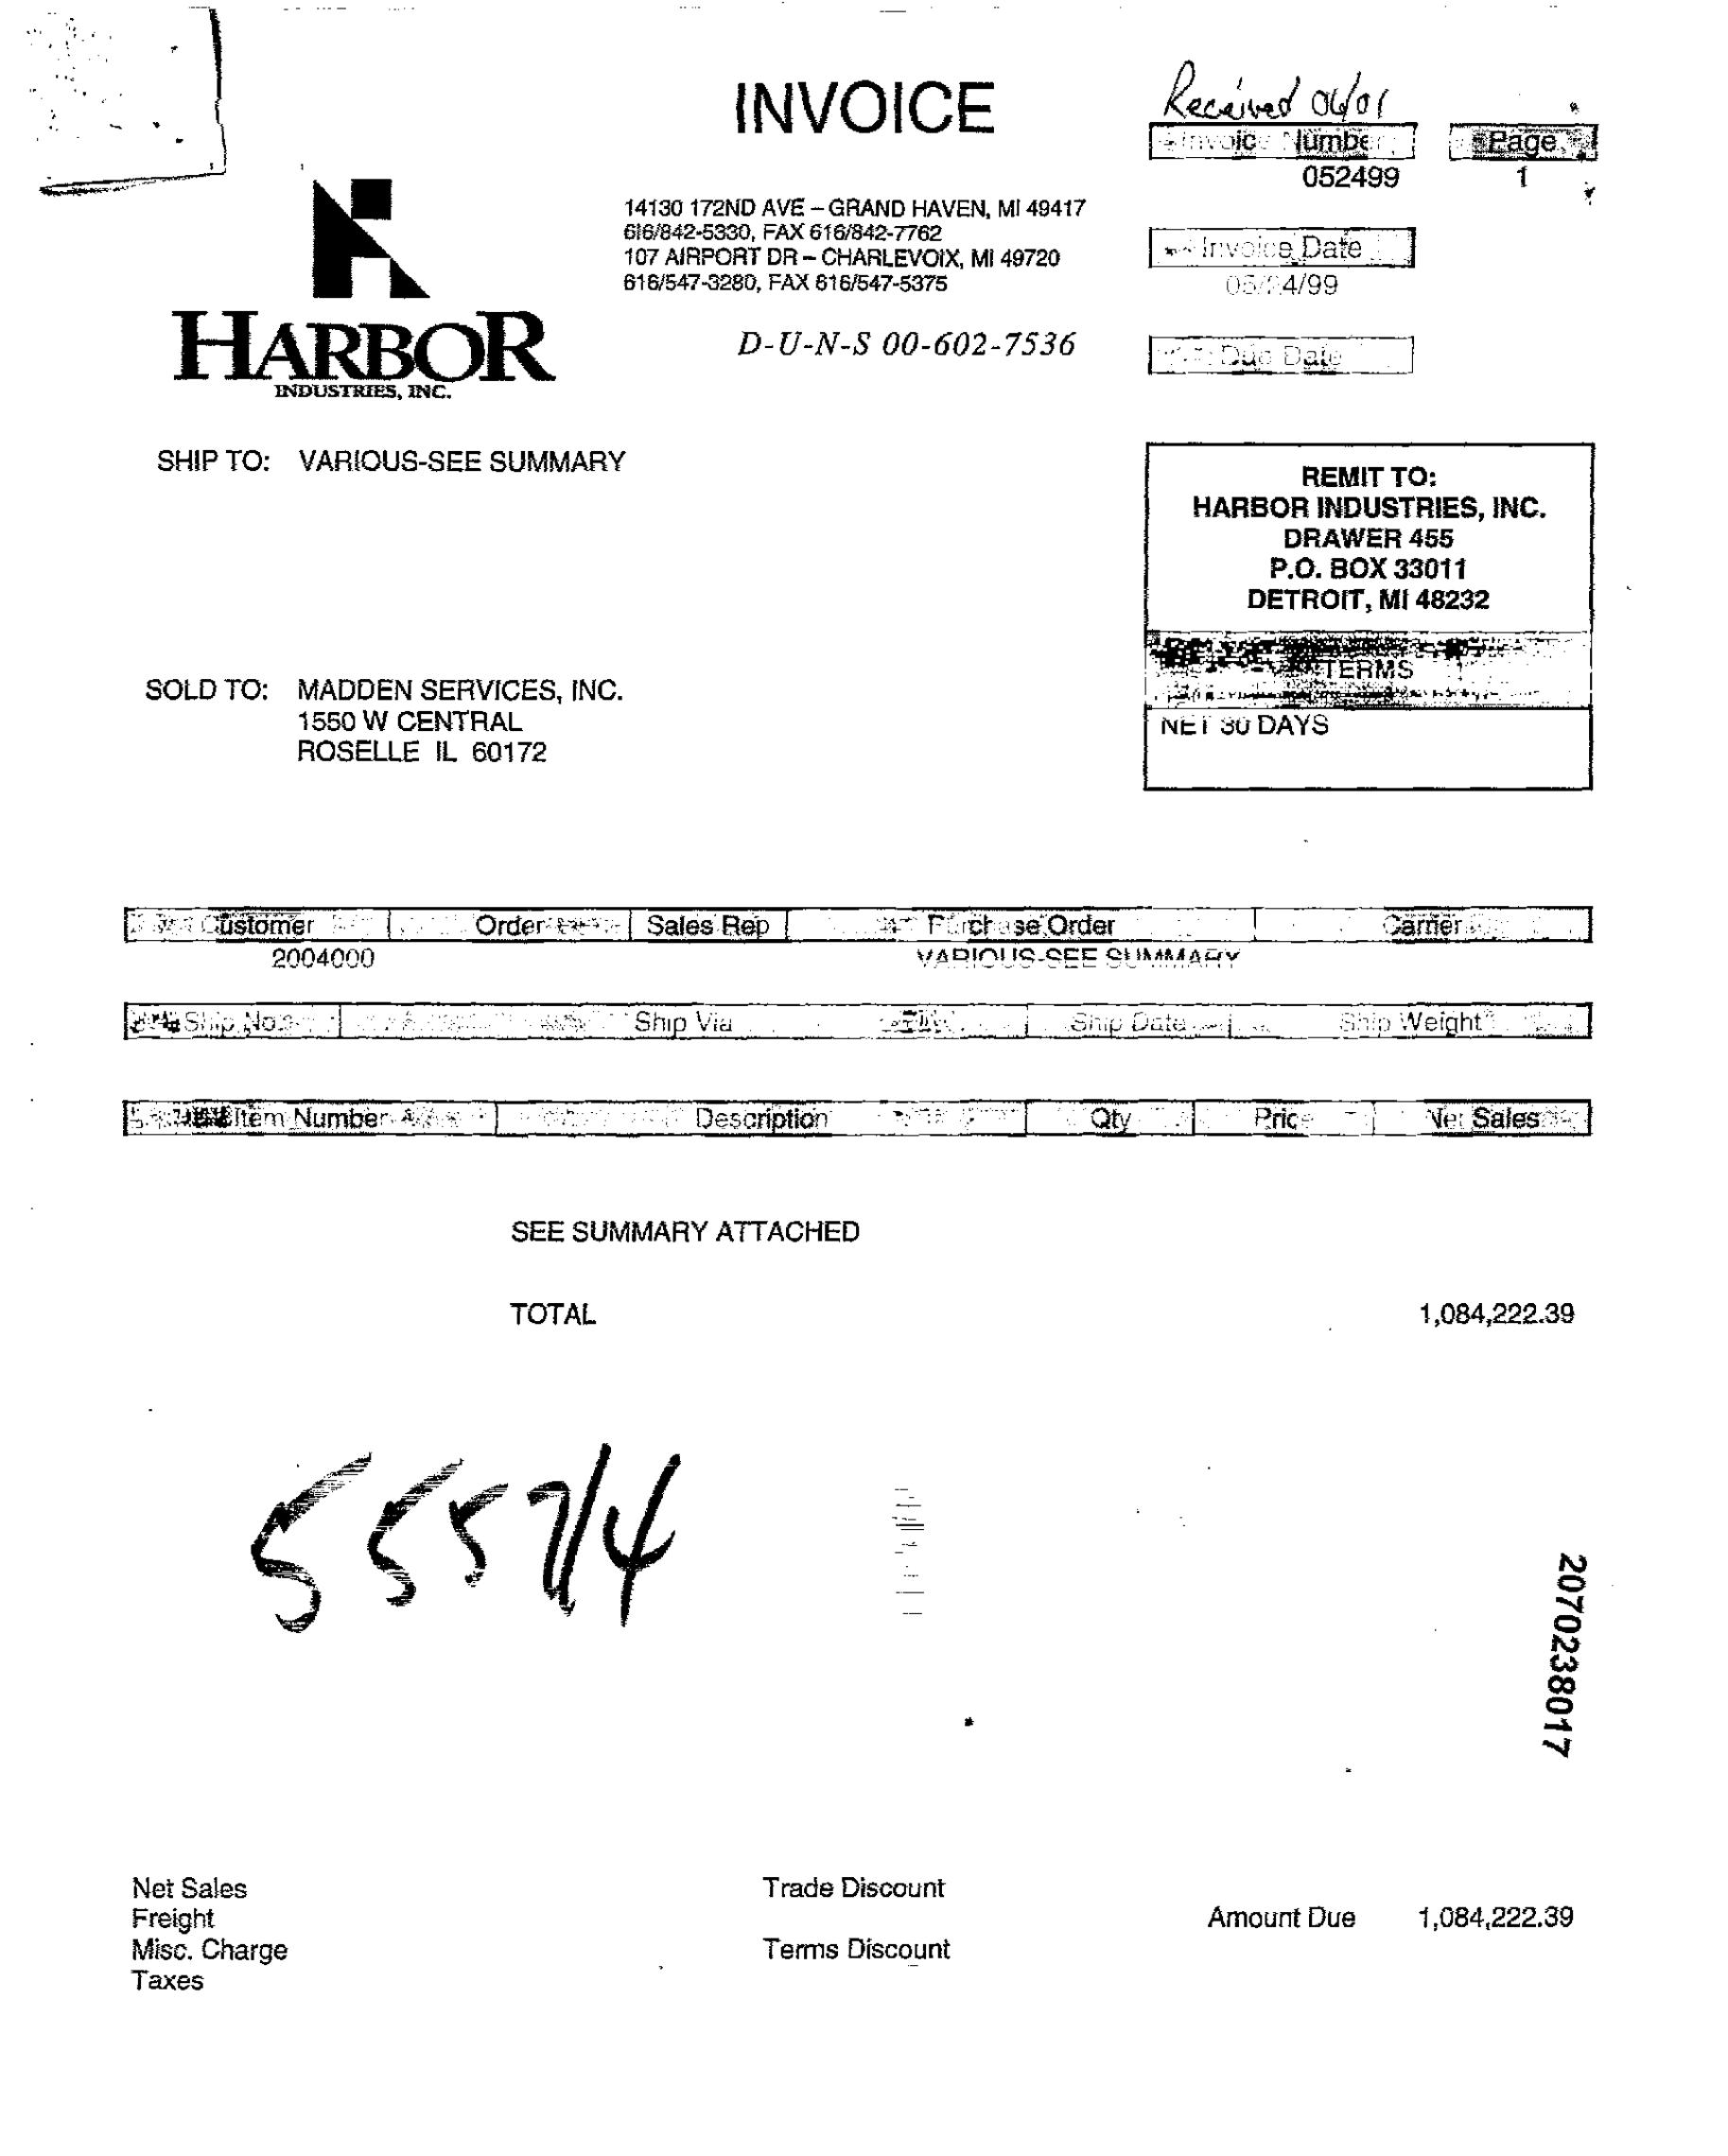 Received 06/01
INVOICE
Invoice Number Page
052499 1
14130 172ND AVE – GRAND HAVEN, MI 49417
616/842-5330, FAX 616/842-7762
107 AIRPORT DR – CHARLEVOIX, MI 49720
616/547-3280, FAX 616/547-5375
Invoice Date
D-U-N-S 00-602-7536
Due Date
HARBOR
INDUSTRIES, INC.
SHIP TO: VARIOUS-SEE SUMMARY
REMIT TO:
HARBOR INDUSTRIES, INC.
DRAWER 455
P.O. BOX 33011
DETROIT, MI 48232
TERMS
NET 30 DAYS
SOLD TO: MADDEN SERVICES, INC.
1550 W CENTRAL
ROSELLE IL 60172
Customer Order Sales Rep Purchase Order Carrier
2004000 VARIOUS-SEE SUMMARY
Ship No. Ship Via Ship Date Ship Weight
Item Number Description Qty Price Net Sales
SEE SUMMARY ATTACHED
TOTAL 1,084,222.39
55714
2070238017
Net Sales Trade Discount
Freight Amount Due 1,084,222.39
Misc. Charge Terms Discount
Taxes